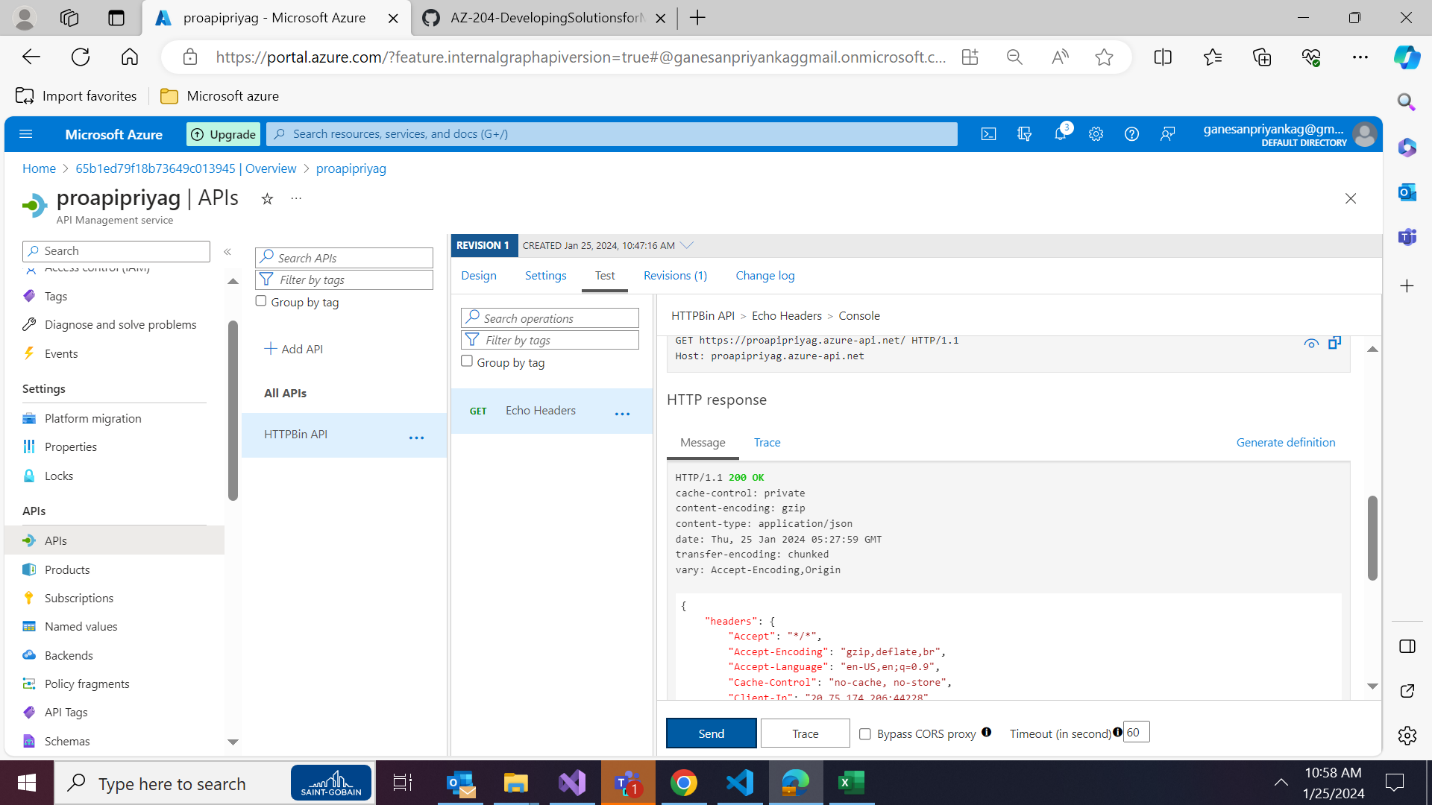 proapipriyag - Microsoft Azure
AZ-204-DevelopingSolutionsforM
https://portal.azure.com/?feature.internalgraphapiversion=true#@ganesanpriyankaggmail.onmicrosoft.c...
Import favorites
Microsoft azure
Microsoft Azure
Upgrade
Search resources, services, and docs (G+/)
3
ganesanpriyankag@gm...
DEFAULT DIRECTORY
Home > 65b1ed79f18b73649c013945 | Overview > proapipriyag
proapipriyag | APIs
API Management service
Search
Access control (IAM)
Tags
Diagnose and solve problems
Events
Settings
Platform migration
Properties
Locks
APIs
APIs
Products
Subscriptions
Named values
Backends
Policy fragments
API Tags
Schemas
Search APIs
Filter by tags
Group by tag
+ Add API
All APIs
HTTPBin API
REVISION 1 CREATED Jan 25, 2024, 10:47:16 AM
Design Settings Test Revisions (1) Change log
Search operations
Filter by tags
Group by tag
GET Echo Headers
HTTPBin API > Echo Headers > Console
GET https://proapipriyag.azure-api.net/ HTTP/1.1
Host: proapipriyag.azure-api.net
HTTP response
Message Trace Generate definition
HTTP/1.1 200 OK
cache-control: private
content-encoding: gzip
content-type: application/json
date: Thu, 25 Jan 2024 05:27:59 GMT
transfer-encoding: chunked
vary: Accept-Encoding,Origin
{
"headers": {
"Accept": "*/*",
"Accept-Encoding": "gzip,deflate,br",
"Accept-Language": "en-US,en;q=0.9",
"Cache-Control": "no-cache, no-store",
"Client-Ip": "20.75.174.206:44228"
Send Trace Bypass CORS proxy Timeout (in second) 60
Type here to search
SAINT-GOBAIN
1
10:58 AM
1/25/2024